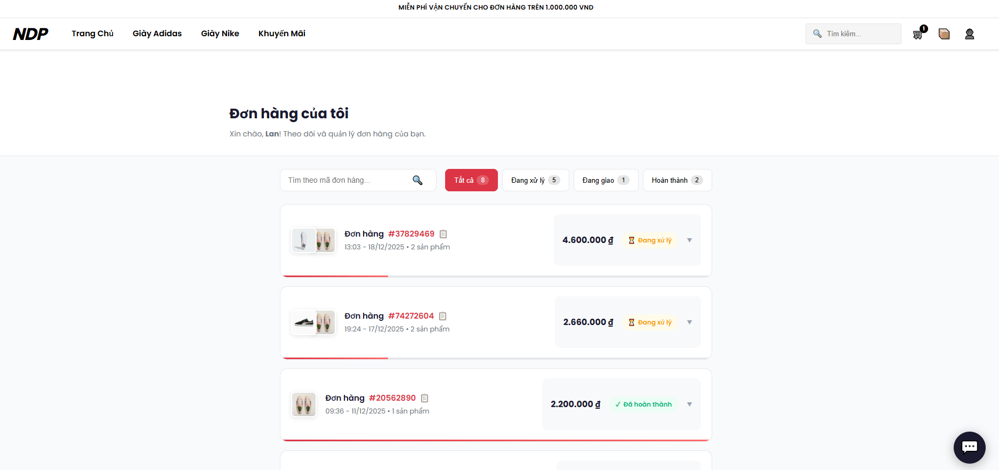 MIỄN PHÍ VẬN CHUYỂN CHO ĐƠN HÀNG TRÊN 1.000.000 VND
NDP
Trang Chủ
Giày Adidas
Giày Nike
Khuyến Mãi
Tìm kiếm...
1
Đơn hàng của tôi
Xin chào, Lan! Theo dõi và quản lý đơn hàng của bạn.
Tìm theo mã đơn hàng...
Tất cả 8
Đang xử lý 5
Đang giao 1
Hoàn thành 2
Đơn hàng #37829469
13:03 - 18/12/2025 • 2 sản phẩm
4.600.000 ₫
Đang xử lý
Đơn hàng #74272604
19:24 - 17/12/2025 • 2 sản phẩm
2.660.000 ₫
Đang xử lý
Đơn hàng #20562890
09:36 - 11/12/2025 • 1 sản phẩm
2.200.000 ₫
✓ Đã hoàn thành